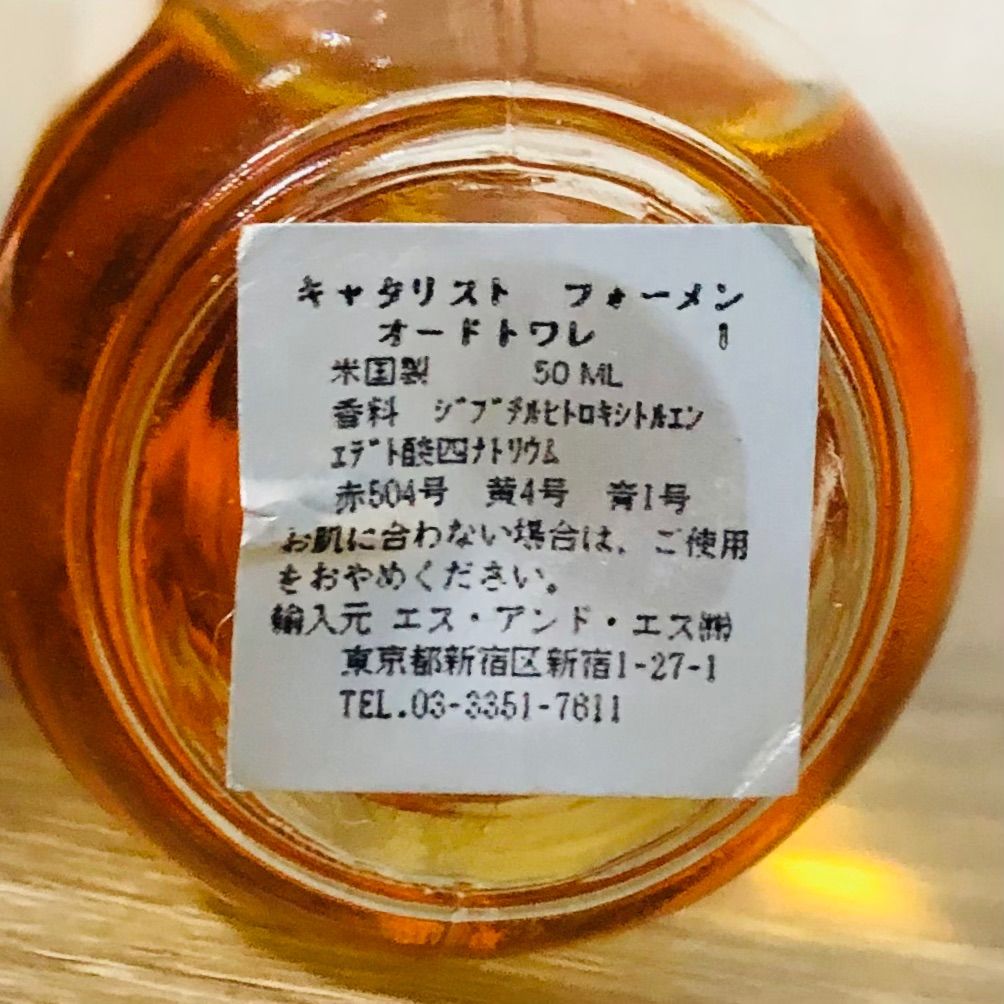 キャタリスト　フォーメン
オードトワレ　1
米国製　50 ML
香料　ｼﾞﾌﾞﾁﾙﾋﾄﾛｷｼﾄﾙｴﾝ
ｴﾃﾞﾄ酸四ﾅﾄﾘｳﾑ
赤504号　黄4号　青1号
お肌に合わない場合は、ご使用
をおやめください。
輸入元 エス・アンド・エス㈱
東京都新宿区新宿1-27-1
TEL.03-3351-7611